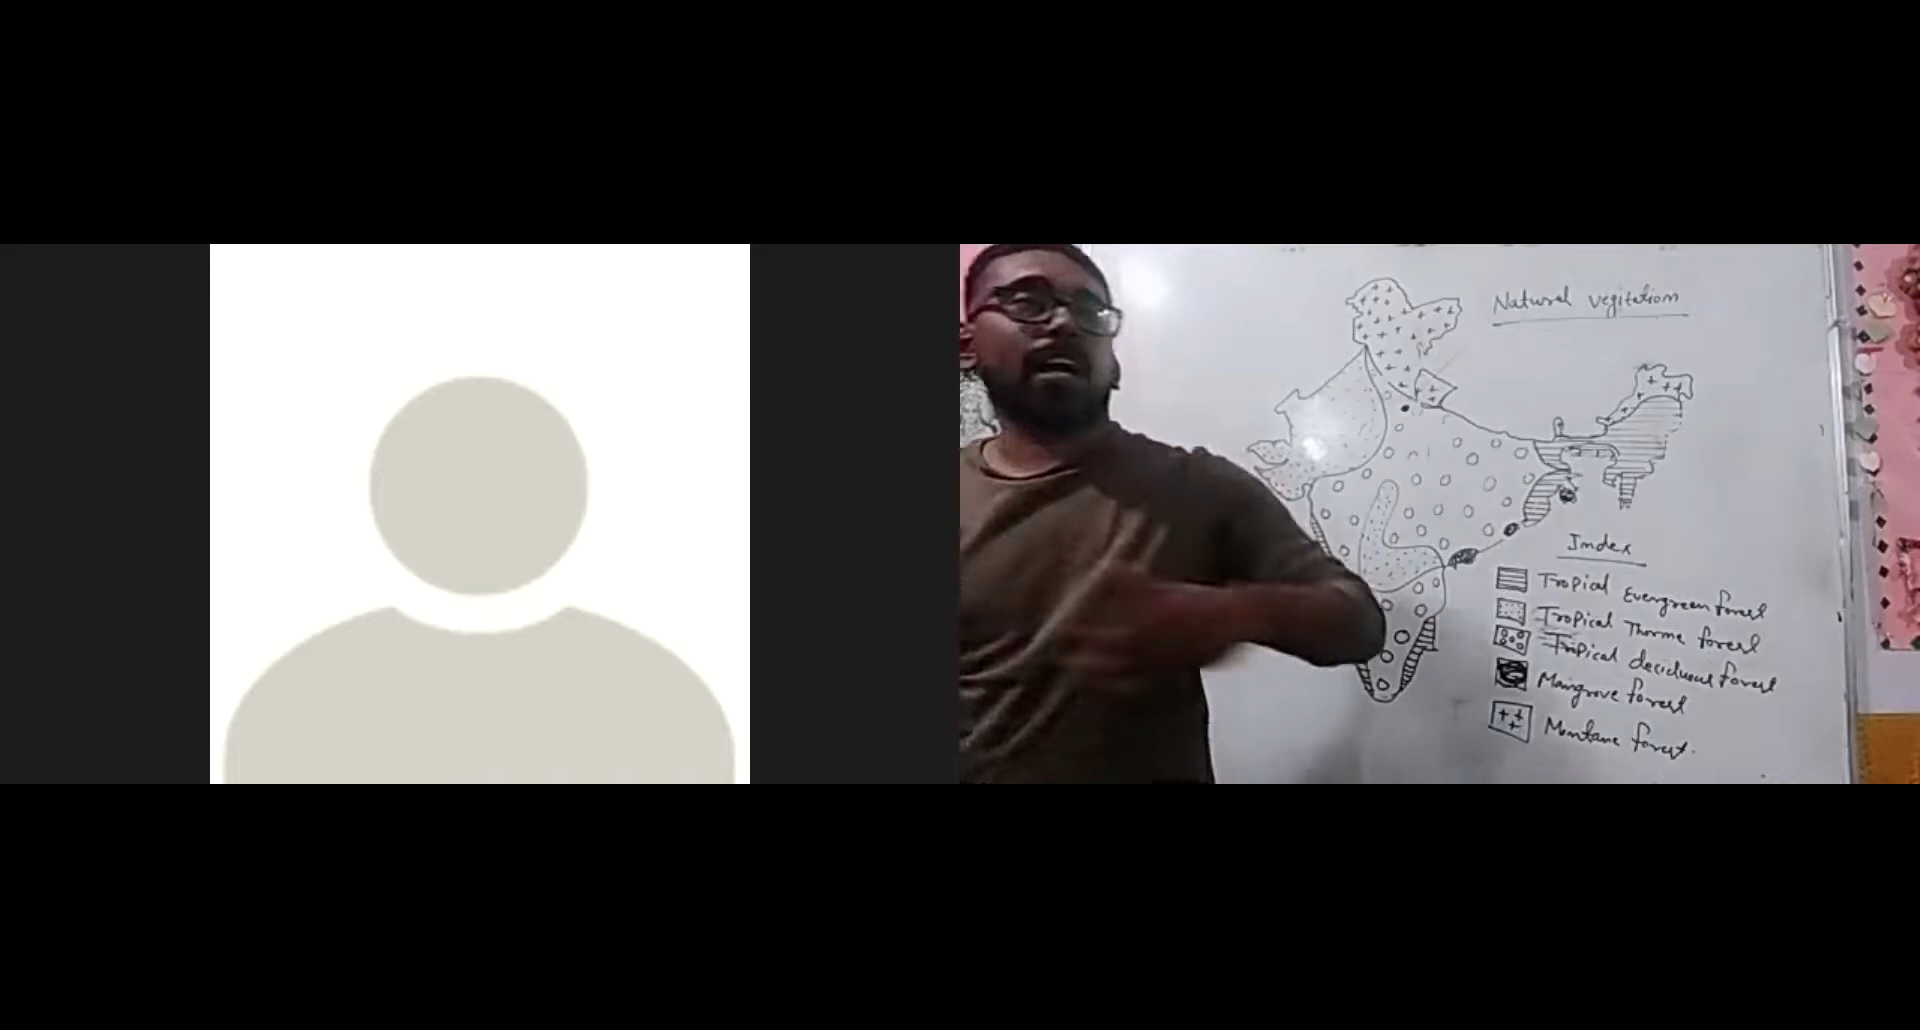 Natural vegitation
Index
Tropical Evergreen forest
Tropical Thorne forest
Tropical deciduous forest
Mangrove forest
Montane forest.